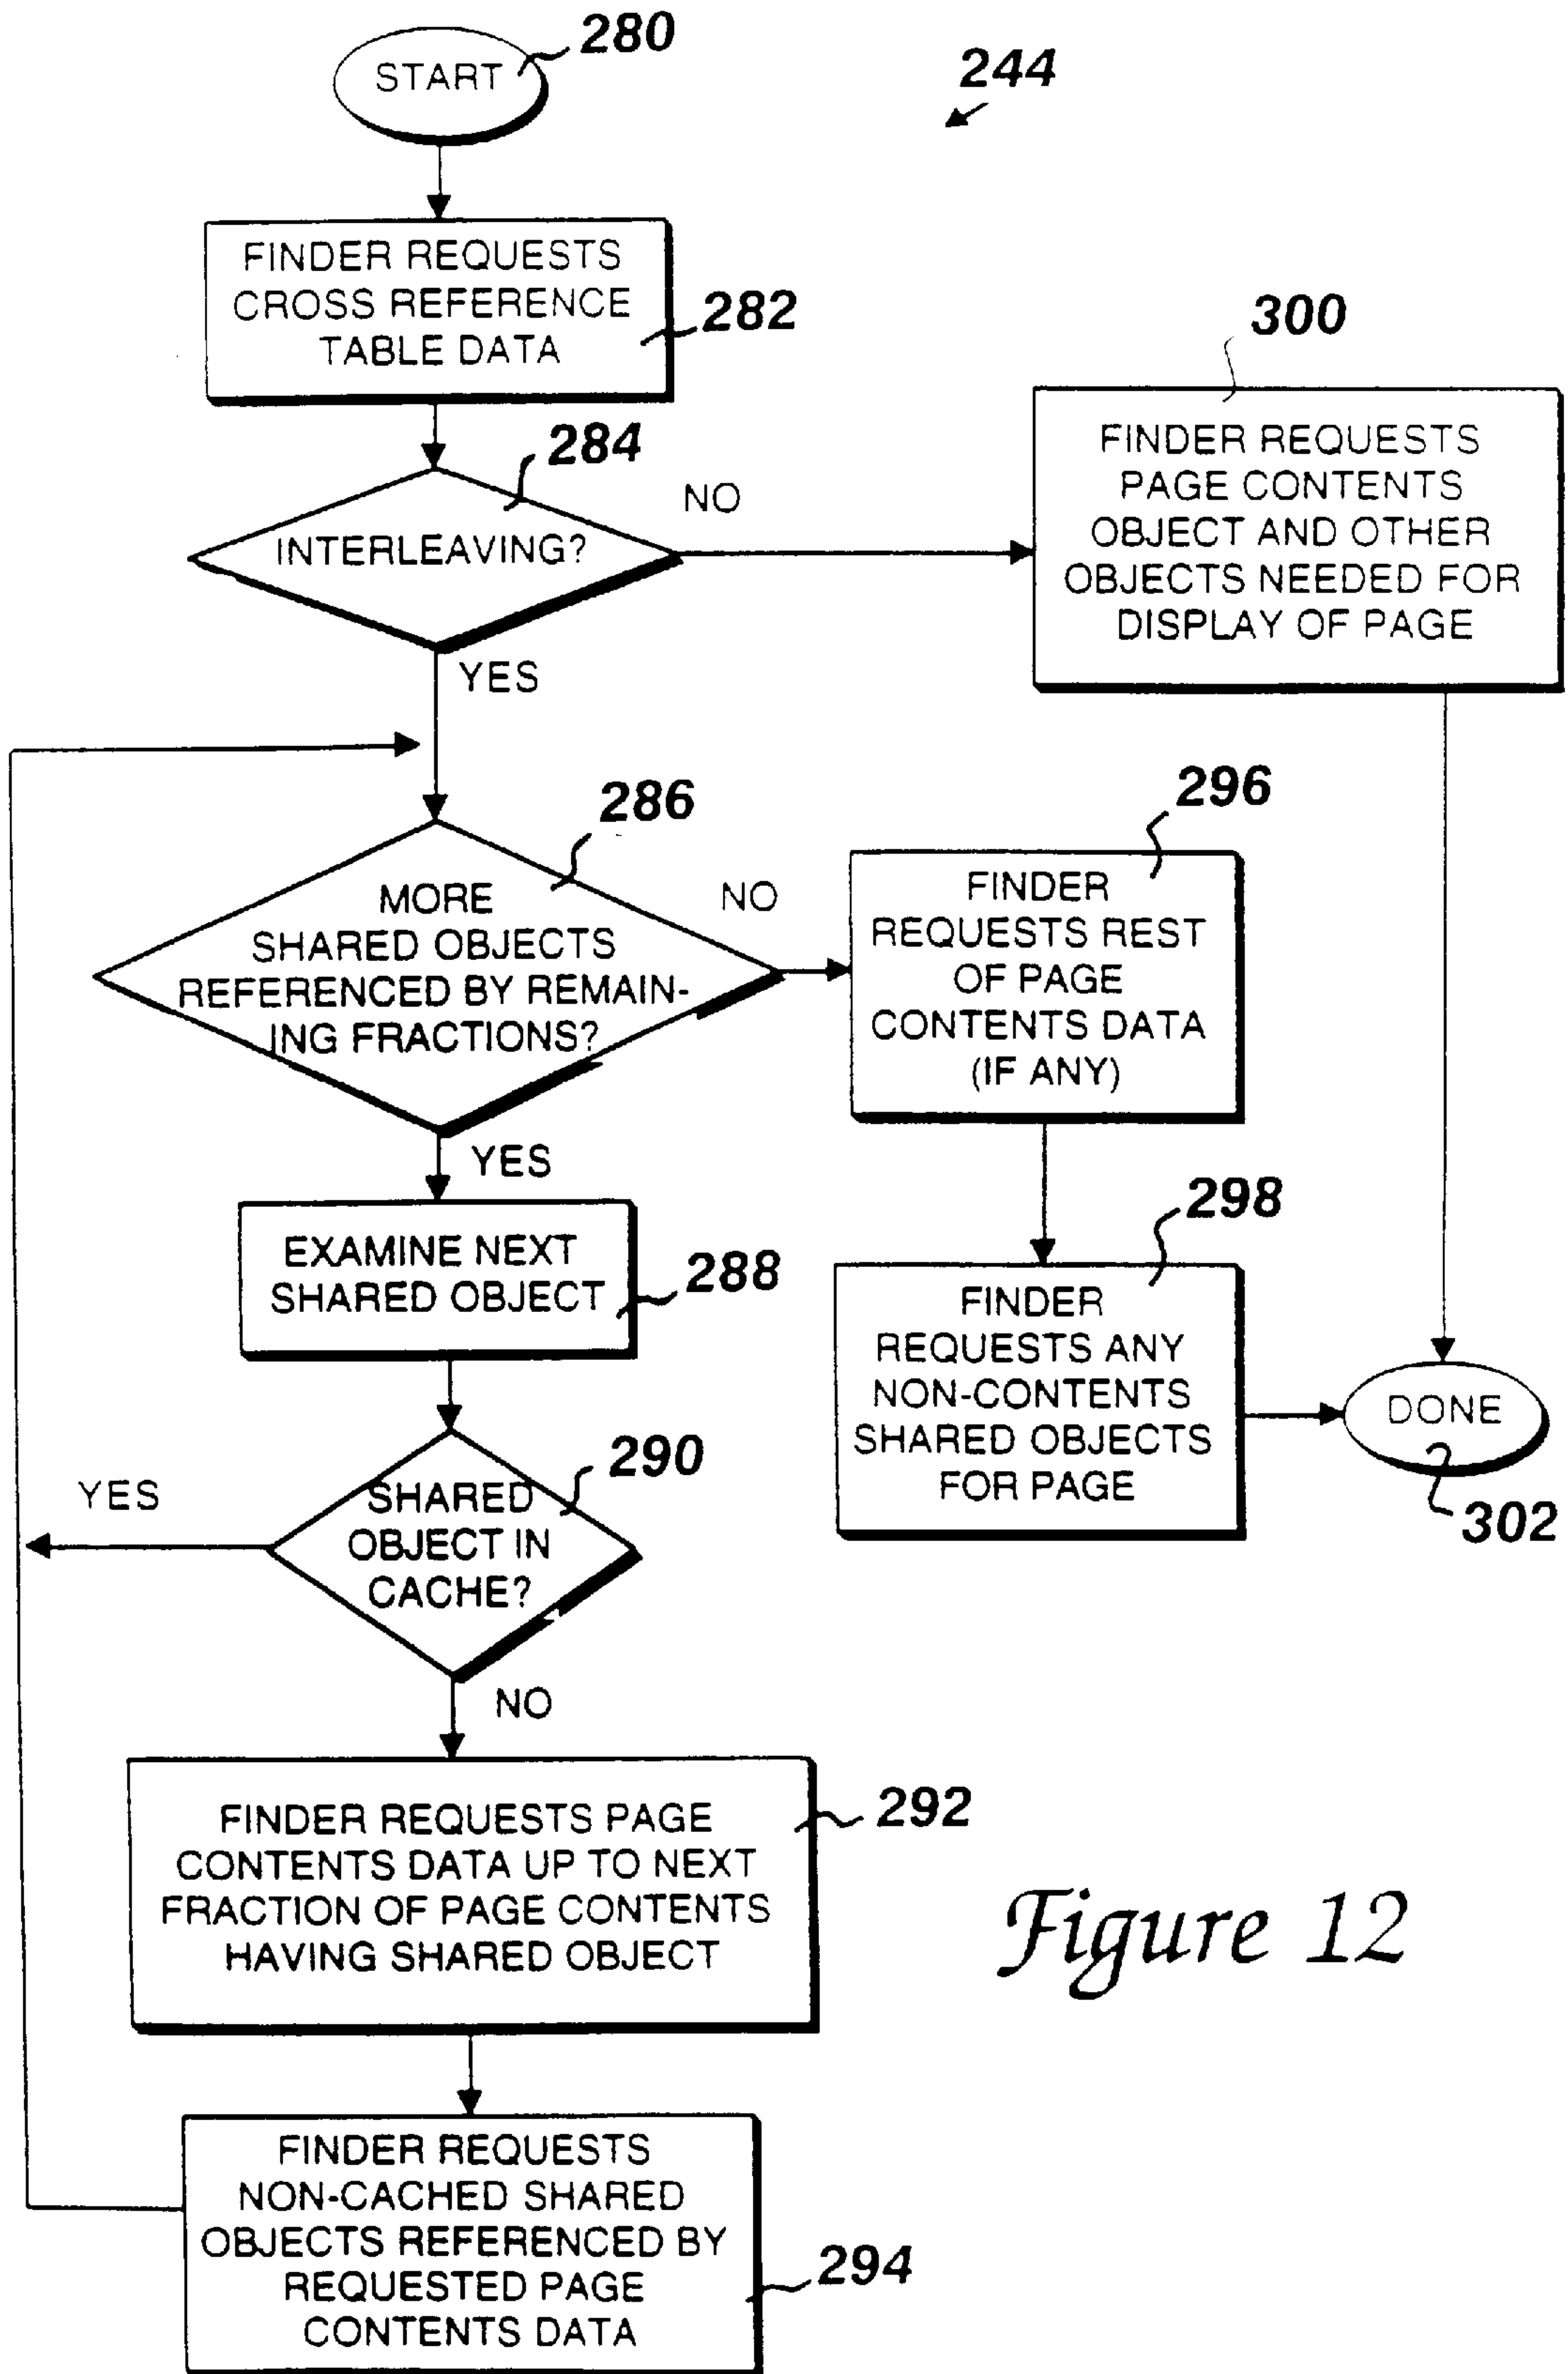 START
280
244
FINDER REQUESTS
CROSS REFERENCE
TABLE DATA
282
284
INTERLEAVING?
NO
YES
300
FINDER REQUESTS
PAGE CONTENTS
OBJECT AND OTHER
OBJECTS NEEDED FOR
DISPLAY OF PAGE
286
MORE
SHARED OBJECTS
REFERENCED BY REMAIN-
ING FRACTIONS?
NO
YES
296
FINDER
REQUESTS REST
OF PAGE
CONTENTS DATA
(IF ANY)
EXAMINE NEXT
SHARED OBJECT
288
298
FINDER
REQUESTS ANY
NON-CONTENTS
SHARED OBJECTS
FOR PAGE
DONE
302
290
SHARED
OBJECT IN
CACHE?
YES
NO
FINDER REQUESTS PAGE
CONTENTS DATA UP TO NEXT
FRACTION OF PAGE CONTENTS
HAVING SHARED OBJECT
292
Figure 12
FINDER REQUESTS
NON-CACHED SHARED
OBJECTS REFERENCED BY
REQUESTED PAGE
CONTENTS DATA
294